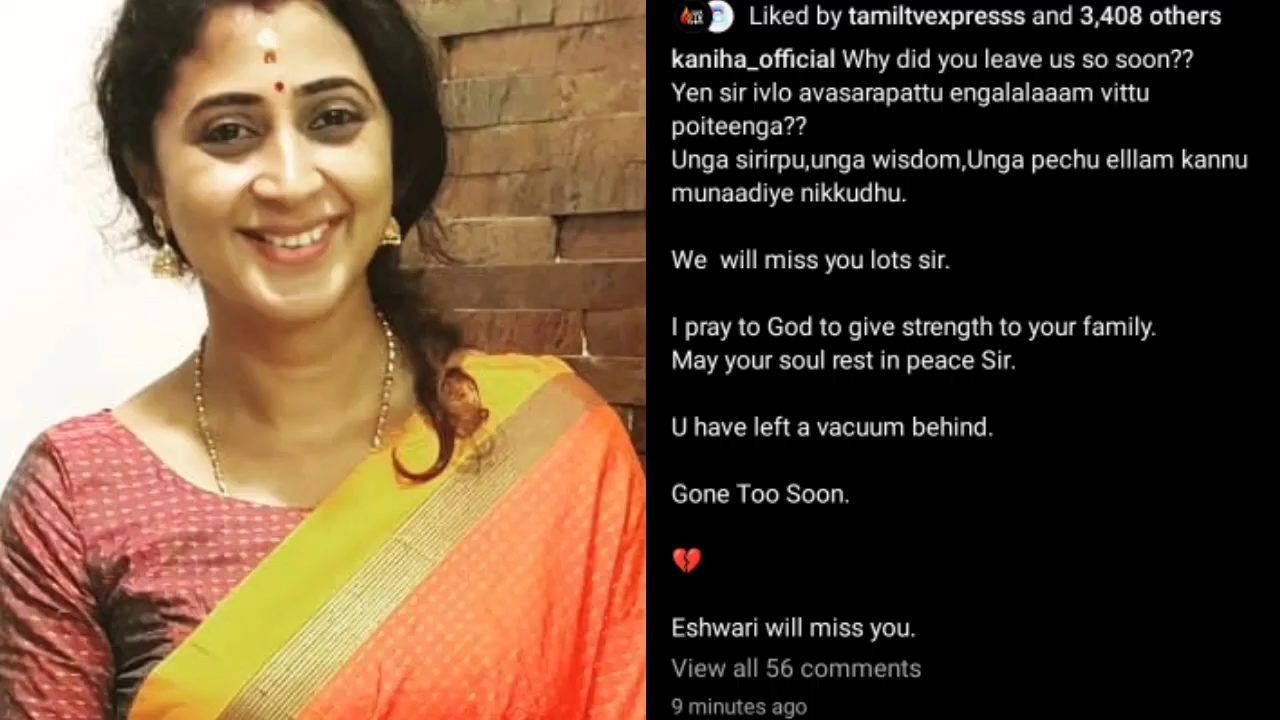 Liked by tamiltvexpresss and 3,408 others
kaniha_official Why did you leave us so soon??
Yen sir ivlo avasarapattu engalalaaam vittu
poiteenga??
Unga sirirpu,unga wisdom,Unga pechu elllam kannu
munaadiye nikkudhu.
We  will miss you lots sir.
I pray to God to give strength to your family.
May your soul rest in peace Sir.
U have left a vacuum behind.
Gone Too Soon.
💔
Eshwari will miss you.
View all 56 comments
9 minutes ago